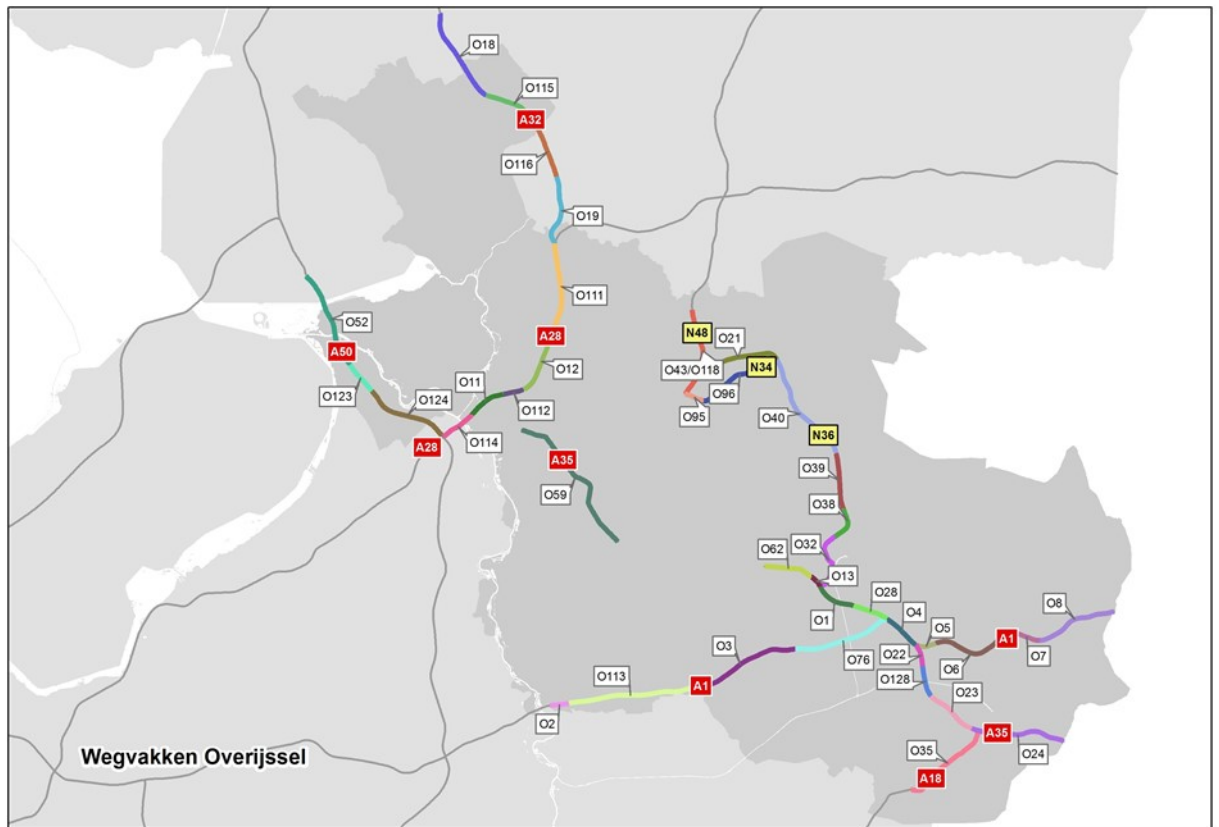 O18
O115
A32
O116
O19
O111
O52
A28
N48
O21
A50
O43/O118
N34
O12
O11
O96
O123
O124
O112
O95
O40
N36
A28
O114
A35
O39
O59
O38
O62
O32
O13
O28
O4
O8
O1
O5
A1
O3
O76
O22
O6
O7
O113
A1
O128
O23
O2
A35
Wegvakken Overijssel
O35
O24
A18